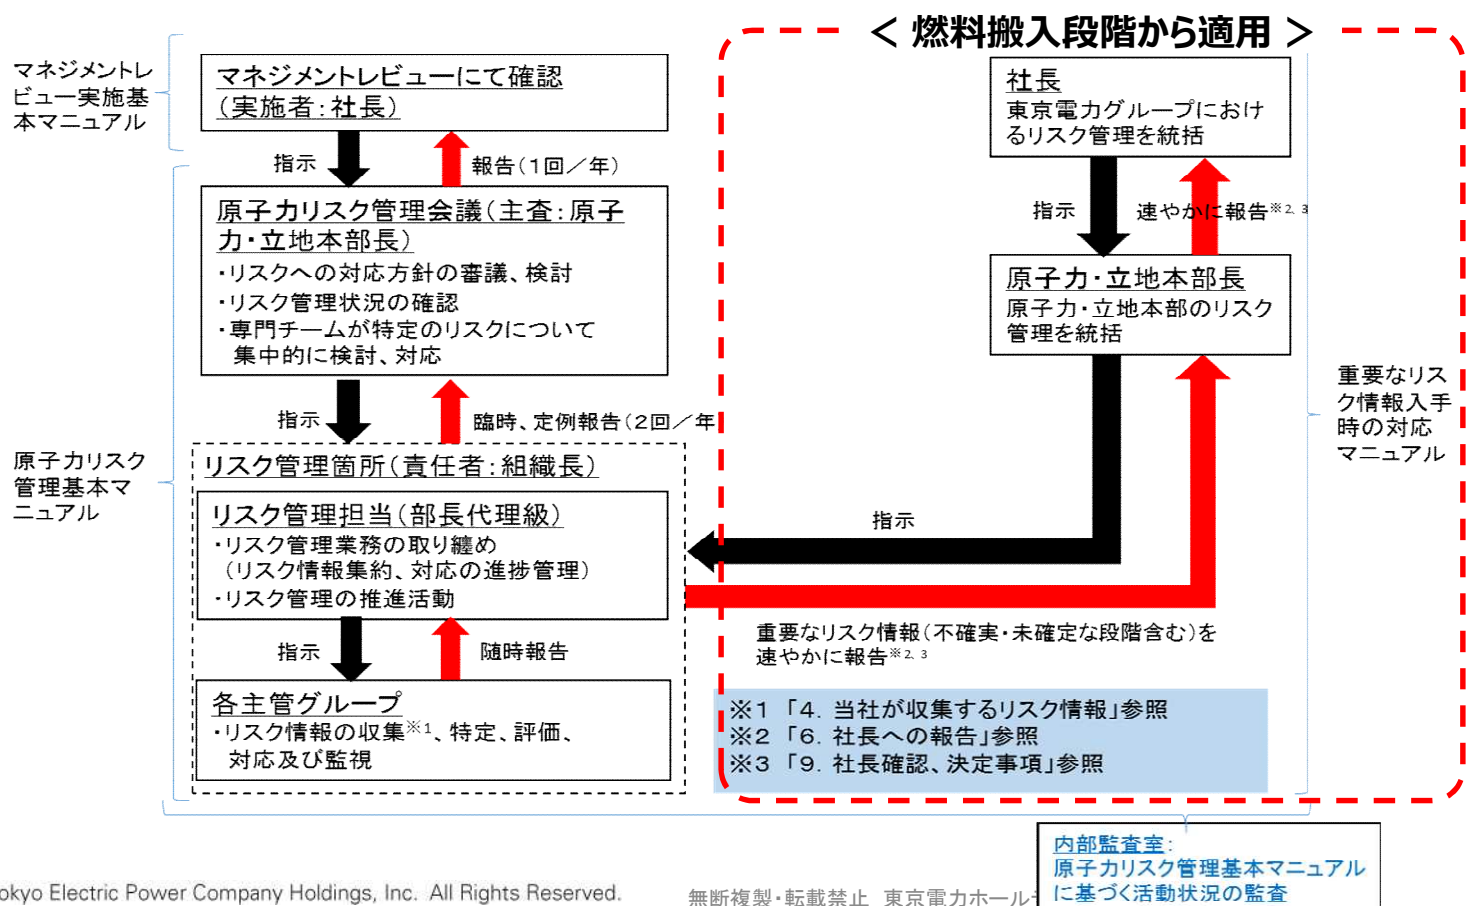 ＜ 燃料搬入段階から適用 ＞
マネジメントレ
ビュー実施基
本マニュアル
マネジメントレビューにて確認
（実施者：社長）
指示
報告（１回／年）
原子力リスク管理会議（主査：原子
力・立地本部長）
・リスクへの対応方針の審議、検討
・リスク管理状況の確認
・専門チームが特定のリスクについて
集中的に検討、対応
指示
臨時、定例報告（２回／年
原子力リスク
管理基本マ
ニュアル
リスク管理箇所（責任者：組織長）
リスク管理担当（部長代理級）
・リスク管理業務の取り纏め
（リスク情報集約、対応の進捗管理）
・リスク管理の推進活動
指示
随時報告
各主管グループ
・リスク情報の収集※1、特定、評価、
対応及び監視
社長
東京電力グループにおけ
るリスク管理を統括
指示
速やかに報告※2、3
原子力・立地本部長
原子力・立地本部のリスク
管理を統括
重要なリス
ク情報入手
時の対応
マニュアル
指示
重要なリスク情報（不確実・未確定な段階含む）を
速やかに報告※2、3
※１ 「４．当社が収集するリスク情報」参照
※２ 「６．社長への報告」参照
※３ 「９．社長確認、決定事項」参照
内部監査室：
原子力リスク管理基本マニュアル
に基づく活動状況の監査
okyo Electric Power Company Holdings, Inc. All Rights Reserved.
無断複製・転載禁止 東京電力ホール